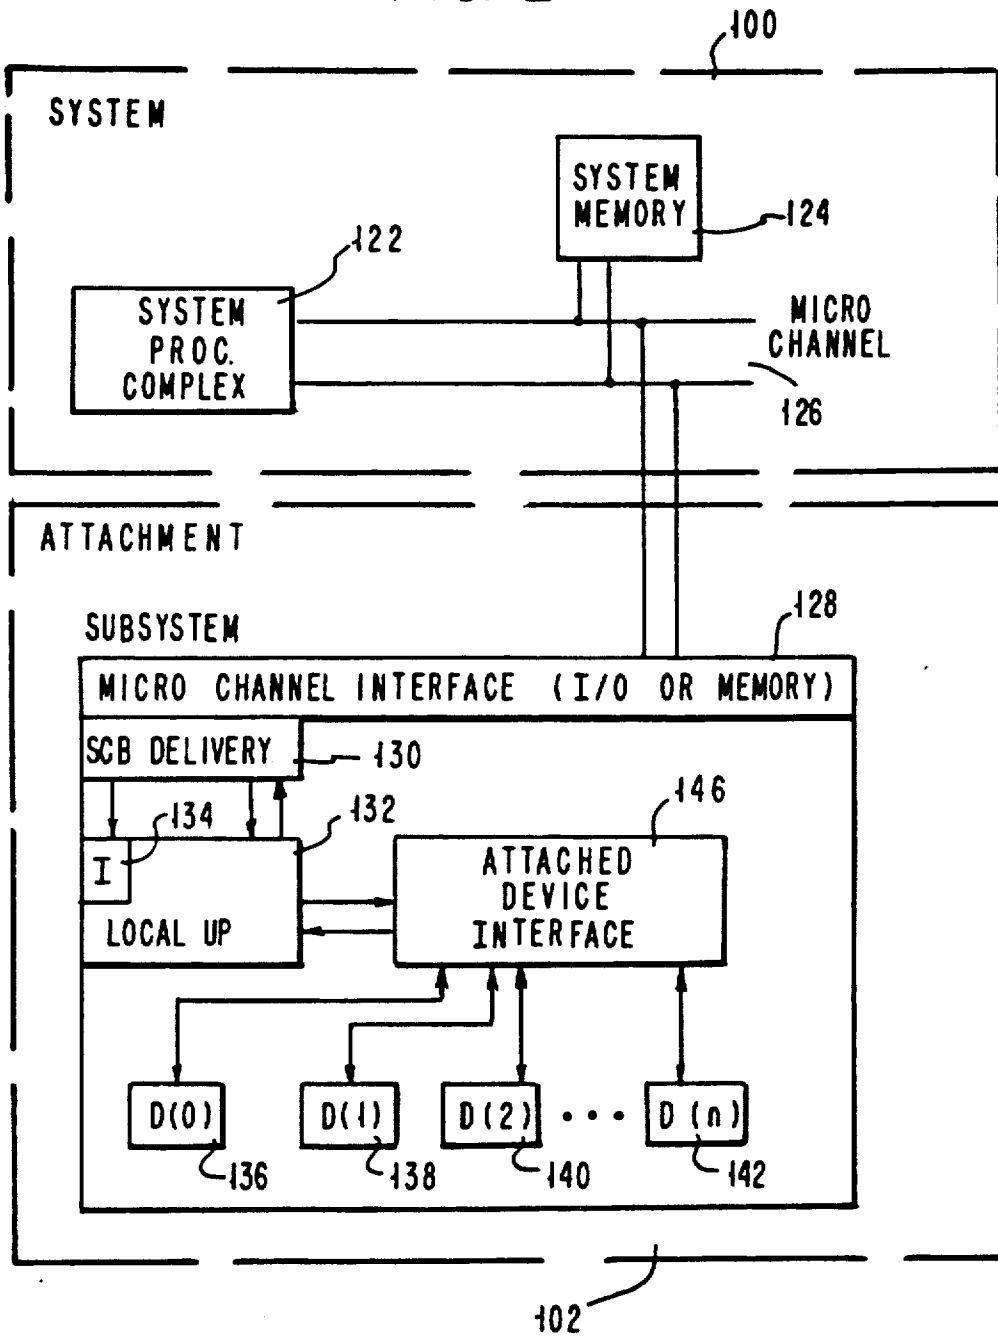 100
SYSTEM
SYSTEM
MEMORY
124
122
SYSTEM
PROC.
COMPLEX
MICRO
CHANNEL
126
ATTACHMENT
SUBSYSTEM
128
MICRO CHANNEL INTERFACE (I/O OR MEMORY)
SCB DELIVERY
130
134
132
146
I
LOCAL UP
ATTACHED
DEVICE
INTERFACE
D(0)
D(1)
D(2)
• • •
D(n)
136
138
140
142
102